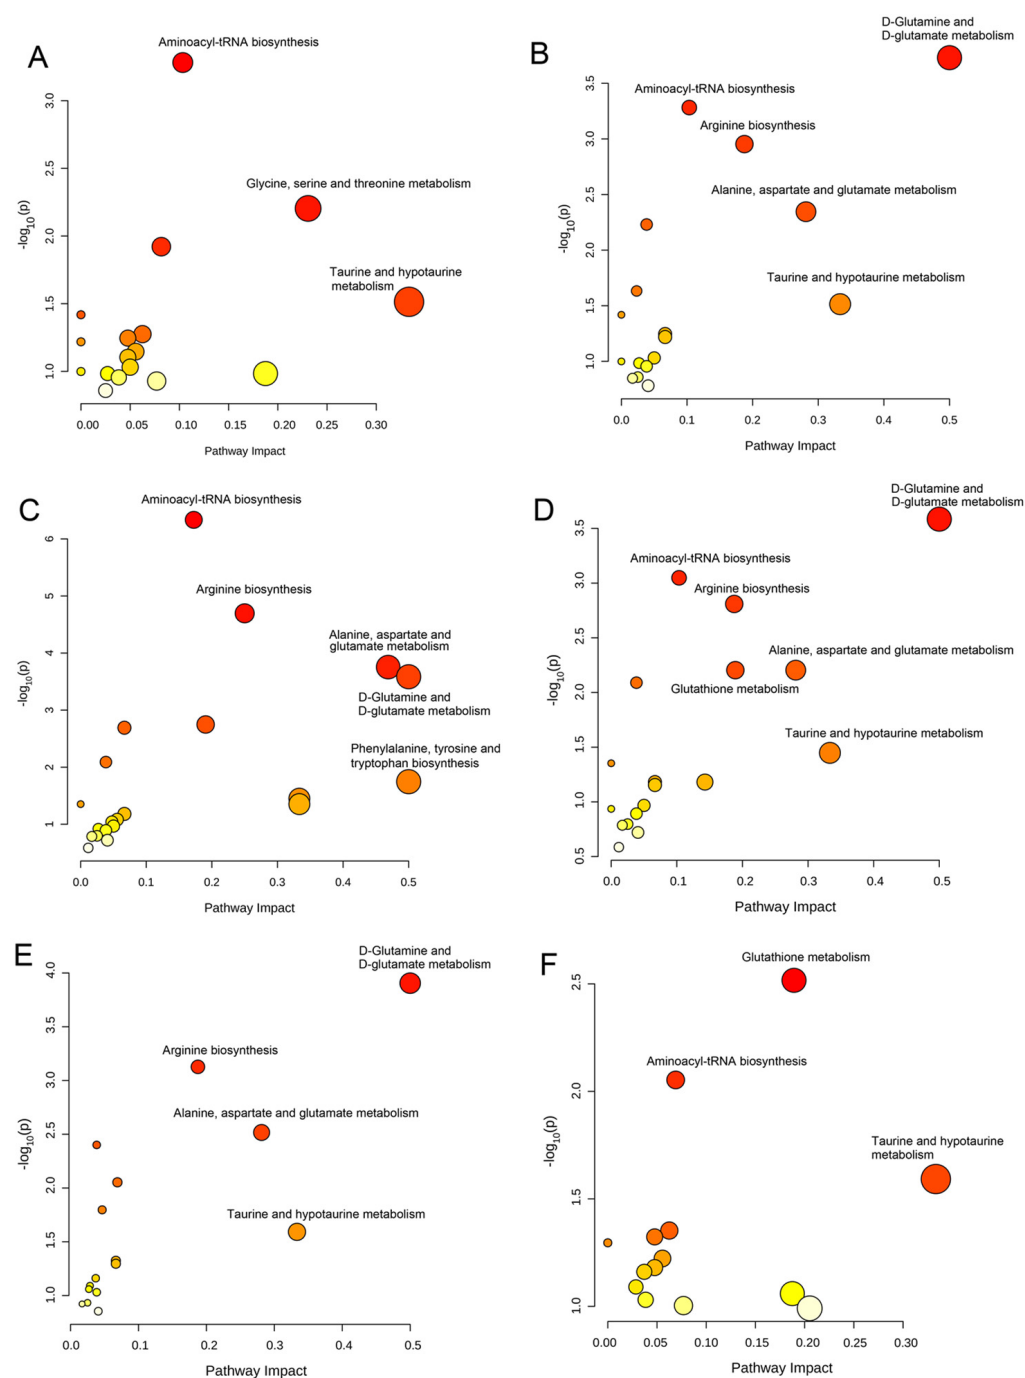 A
Aminoacyl-tRNA biosynthesis
Glycine, serine and threonine metabolism
Taurine and hypotaurine
metabolism
-log10(p)
3.0
2.5
2.0
1.5
1.0
0.00 0.05 0.10 0.15 0.20 0.25 0.30
Pathway Impact
B
D-Glutamine and
D-glutamate metabolism
Aminoacyl-tRNA biosynthesis
Arginine biosynthesis
Alanine, aspartate and glutamate metabolism
Taurine and hypotaurine metabolism
-log10(p)
3.5
3.0
2.5
2.0
1.5
1.0
0.0 0.1 0.2 0.3 0.4 0.5
Pathway Impact
C
Aminoacyl-tRNA biosynthesis
Arginine biosynthesis
Alanine, aspartate and
glutamate metabolism
D-Glutamine and
D-glutamate metabolism
Phenylalanine, tyrosine and
tryptophan biosynthesis
-log10(p)
6
5
4
3
2
1
0.0 0.1 0.2 0.3 0.4 0.5
Pathway Impact
D
D-Glutamine and
D-glutamate metabolism
Aminoacyl-tRNA biosynthesis
Arginine biosynthesis
Alanine, aspartate and glutamate metabolism
Glutathione metabolism
Taurine and hypotaurine metabolism
-log10(p)
3.5
3.0
2.5
2.0
1.5
1.0
0.5
0.0 0.1 0.2 0.3 0.4 0.5
Pathway Impact
E
D-Glutamine and
D-glutamate metabolism
Arginine biosynthesis
Alanine, aspartate and glutamate metabolism
Taurine and hypotaurine metabolism
-log10(p)
4.0
3.5
3.0
2.5
2.0
1.5
1.0
0.0 0.1 0.2 0.3 0.4 0.5
Pathway Impact
F
Glutathione metabolism
Aminoacyl-tRNA biosynthesis
Taurine and hypotaurine
metabolism
-log10(p)
2.5
2.0
1.5
1.0
0.00 0.05 0.10 0.15 0.20 0.25 0.30
Pathway Impact